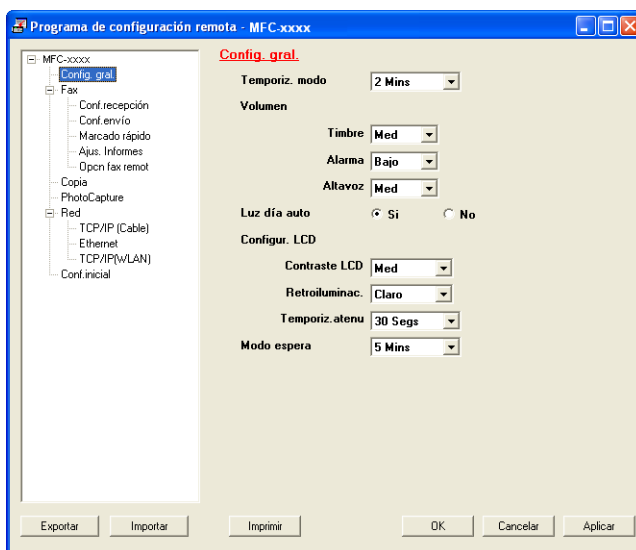 Programa de configuración remota - MFC-xxxx
MFC-xxxx
Config. gral.
Fax
Conf.recepción
Conf.envío
Marcado rápido
Ajus. Informes
Opcn fax remot
Copia
PhotoCapture
Red
TCP/IP (Cable)
Ethernet
TCP/IP(WLAN)
Conf.inicial
Config. gral.
Temporiz. modo 2 Mins
Volumen
Timbre Med
Alarma Bajo
Altavoz Med
Luz día auto Si No
Configur. LCD
Contraste LCD Med
Retroiluminac. Claro
Temporiz.atenu 30 Segs
Modo espera 5 Mins
Exportar Importar Imprimir OK Cancelar Aplicar